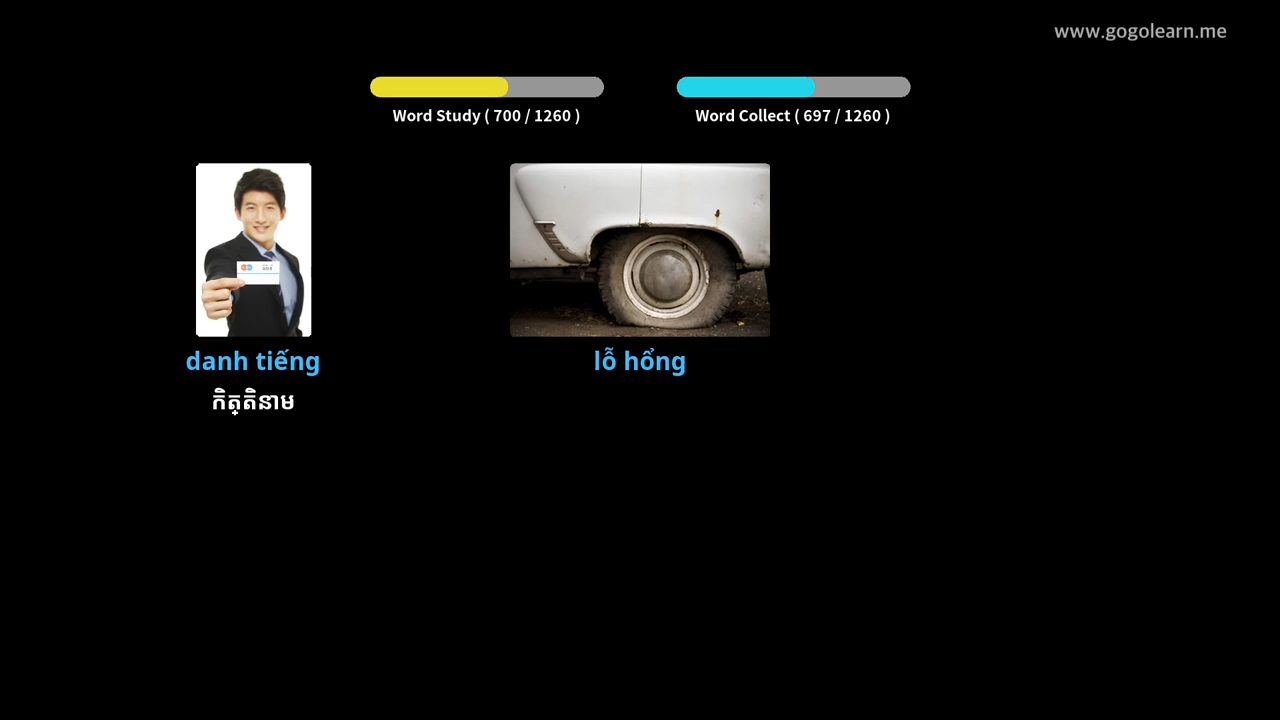 www.gogolearn.me
Word Study ( 700 / 1260 )
Word Collect ( 697 / 1260 )
danh tiếng
កិត្តិនាម
lỗ hổng